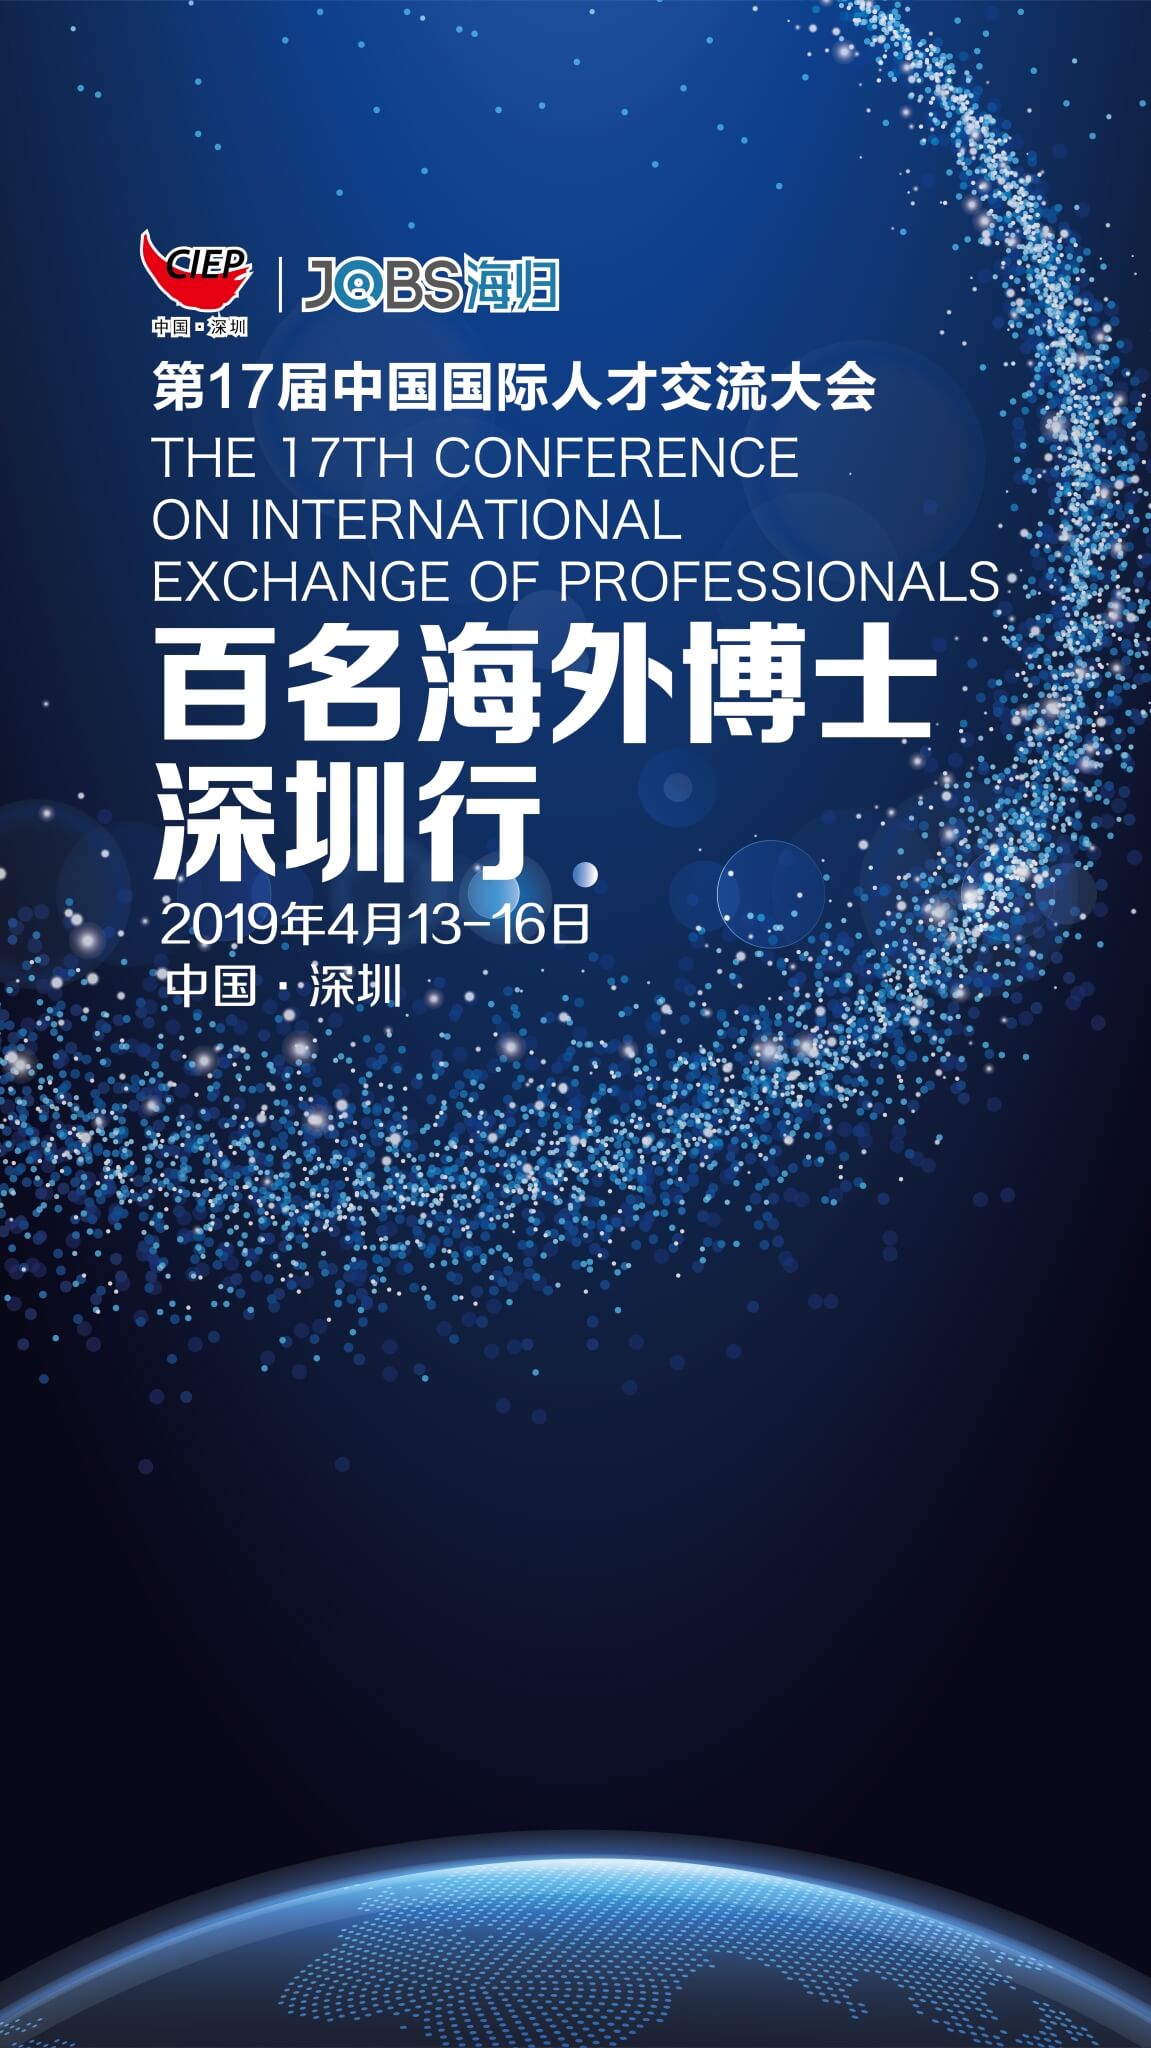 CIEP
中国·深圳
JOBS海归
第17届中国国际人才交流大会
THE 17TH CONFERENCE
ON INTERNATIONAL
EXCHANGE OF PROFESSIONALS
百名海外博士
深圳行
2019年4月13-16日
中国·深圳